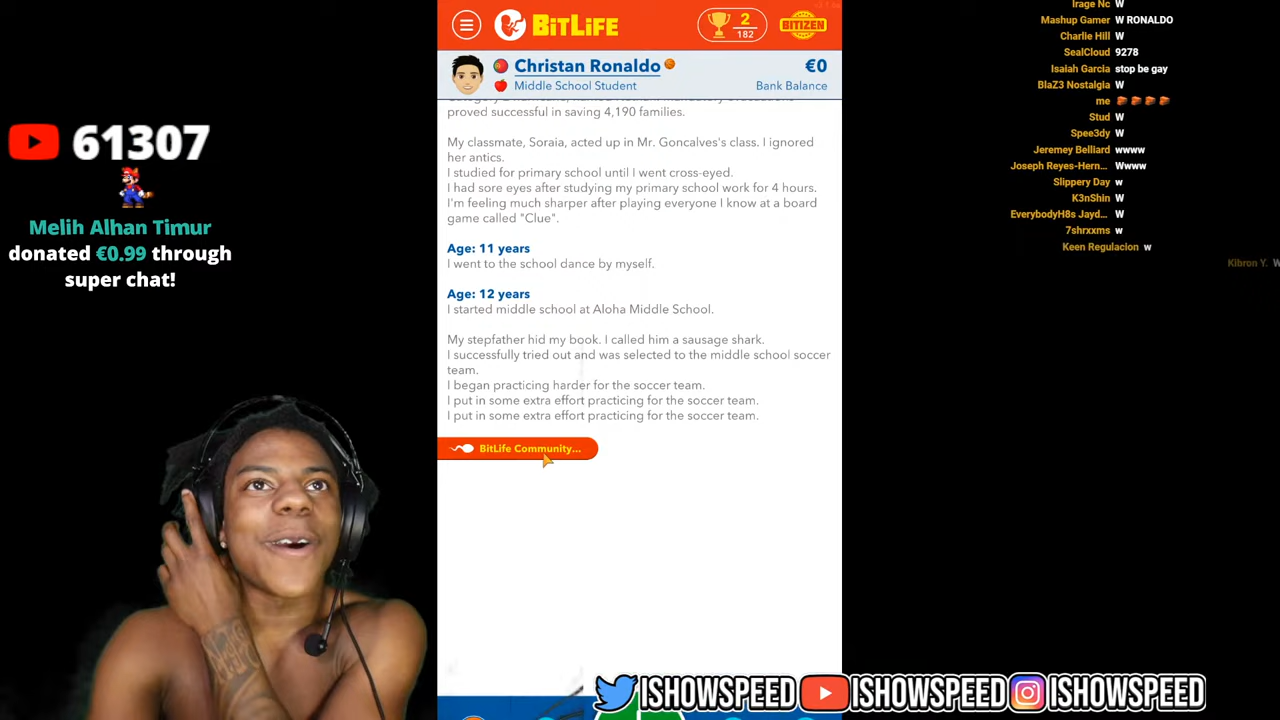 61307
Melih Alhan Timur
donated €0.99 through
super chat!
BitLife
2
182
BITIZEN
Christan Ronaldo
Middle School Student
€0
Bank Balance
proved successful in saving 4,190 families.
My classmate, Soraia, acted up in Mr. Goncalves's class. I ignored
her antics.
I studied for primary school until I went cross-eyed.
I had sore eyes after studying my primary school work for 4 hours.
I'm feeling much sharper after playing everyone I know at a board
game called "Clue".
Age: 11 years
I went to the school dance by myself.
Age: 12 years
I started middle school at Aloha Middle School.
My stepfather hid my book. I called him a sausage shark.
I successfully tried out and was selected to the middle school soccer
team.
I began practicing harder for the soccer team.
I put in some extra effort practicing for the soccer team.
I put in some extra effort practicing for the soccer team.
BitLife Community...
Irage Nc W
Mashup Gamer W RONALDO
Charlie Hill W
SealCloud 9278
Isaiah Garcia stop be gay
BlaZ3 Nostalgia W
me
Stud W
Spee3dy W
Jeremey Belliard wwww
Joseph Reyes-Hern... Wwww
Slippery Day w
K3nShin W
EverybodyH8s Jayd... W
7shrxxms w
Keen Regulacion w
Kibron Y. W
ISHOWSPEED ISHOWSPEED ISHOWSPEED